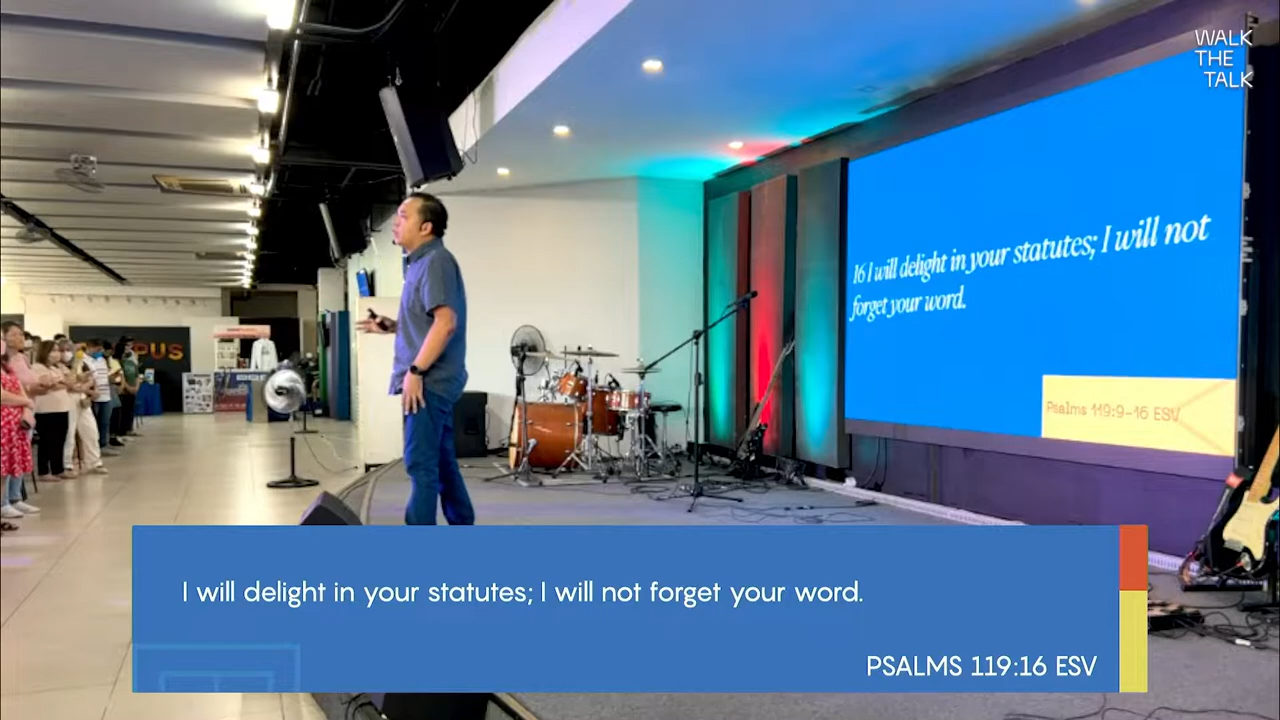 WALK
THE
TALK
16 I will delight in your statutes; I will not
forget your word.
Psalms 119:9-16 ESV
PUS
I will delight in your statutes; I will not forget your word.
PSALMS 119:16 ESV